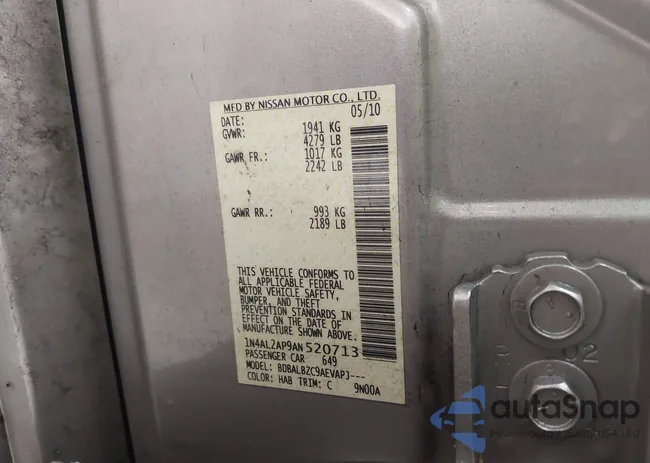 MFD BY NISSAN MOTOR CO., LTD.
DATE: 05/10
GVWR: 1941 KG
4279 LB
GAWR FR.: 1017 KG
2242 LB
GAWR RR.: 993 KG
2189 LB
THIS VEHICLE CONFORMS TO
ALL APPLICABLE FEDERAL
MOTOR VEHICLE SAFETY,
BUMPER, AND THEFT
PREVENTION STANDARDS IN
EFFECT ON THE DATE OF
MANUFACTURE SHOWN ABOVE.
1N4AL2AP9AN520713
PASSENGER CAR 649
MODEL: BDBALBZC9AEVAPJ---
COLOR: HAB TRIM: C 9N00A
02
8
autoSnap